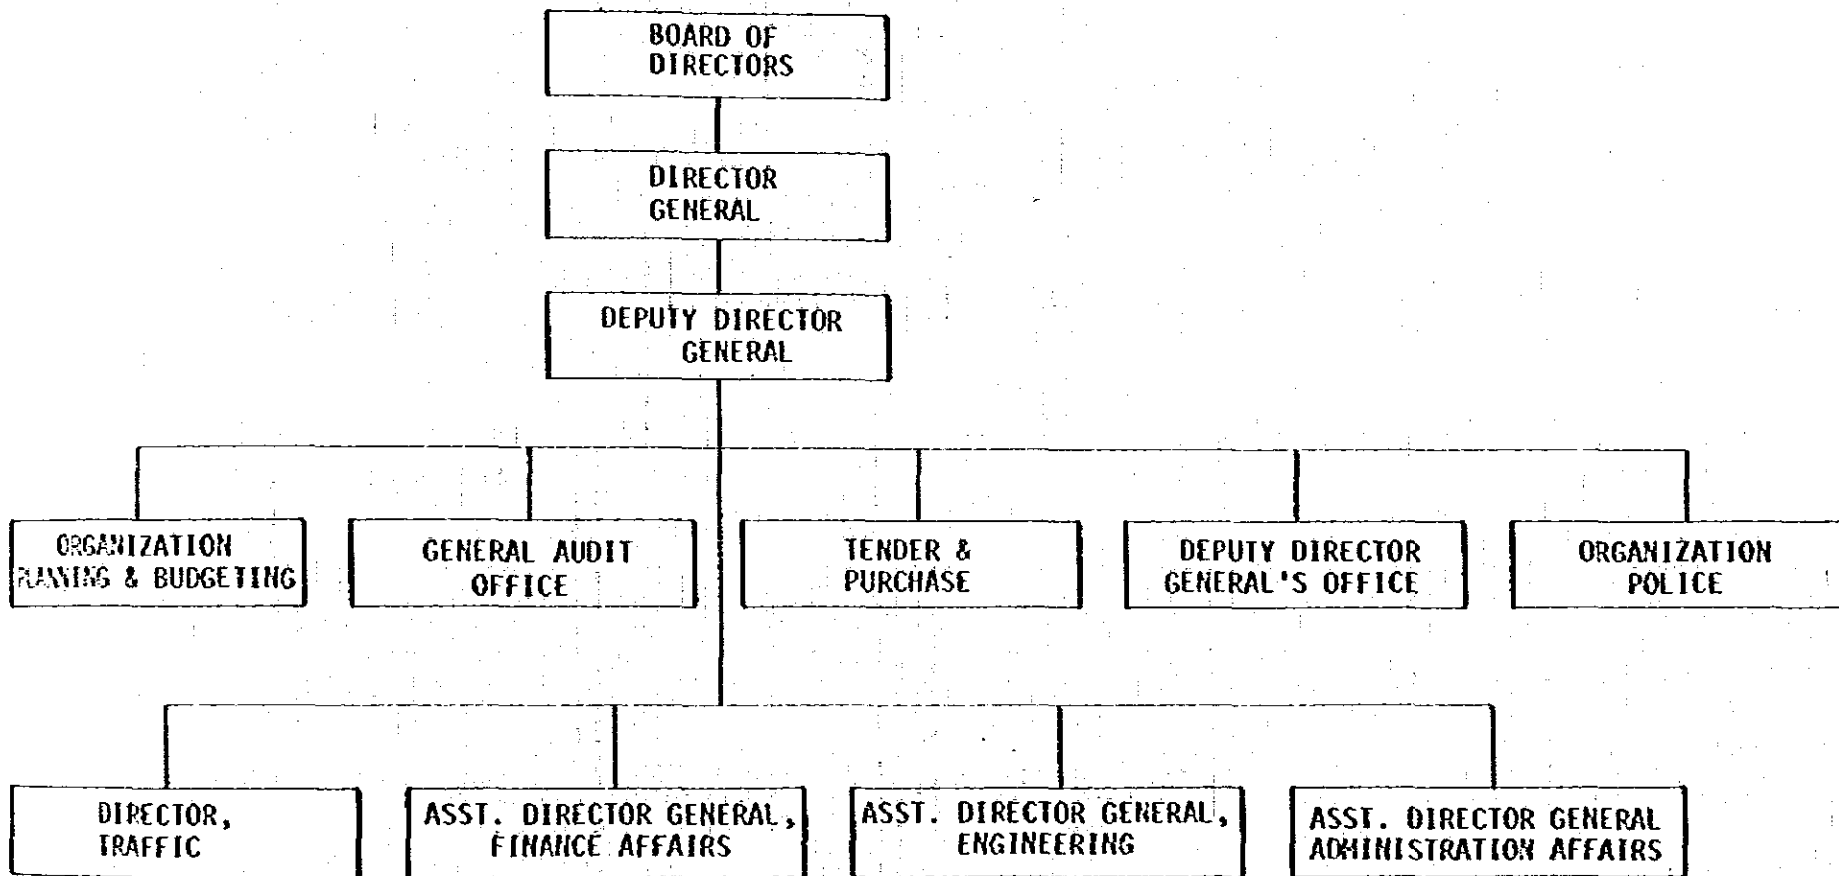 BOARD OF
DIRECTORS
DIRECTOR
GENERAL
DEPUTY DIRECTOR
GENERAL
ORGANIZATION
PLANNING & BUDGETING
GENERAL AUDIT
OFFICE
TENDER &
PURCHASE
DEPUTY DIRECTOR
GENERAL'S OFFICE
ORGANIZATION
POLICE
DIRECTOR,
TRAFFIC
ASST. DIRECTOR GENERAL,
FINANCE AFFAIRS
ASST. DIRECTOR GENERAL,
ENGINEERING
ASST. DIRECTOR GENERAL
ADMINISTRATION AFFAIRS